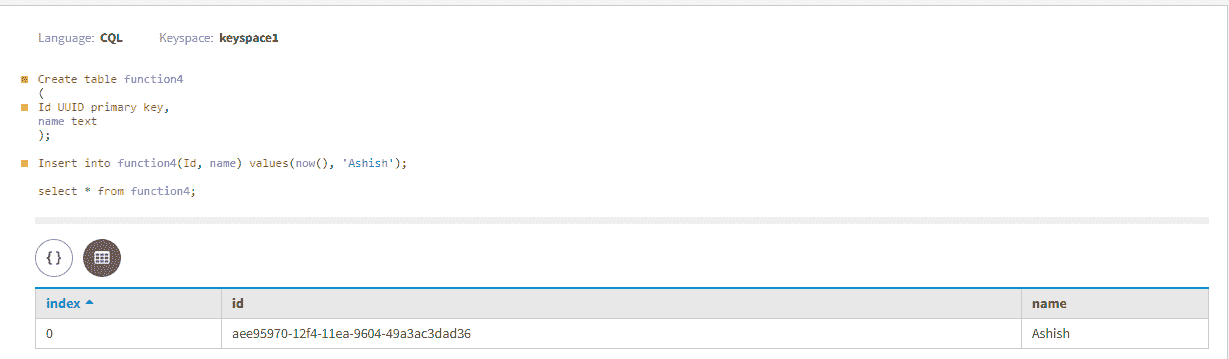 Language: CQL Keyspace: keyspace1
Create table function4
(
Id UUID primary key,
name text
);
Insert into function4(Id, name) values(now(), 'Ashish');
select * from function4;
{}
index id name
0 aee95970-12f4-11ea-9604-49a3ac3dad36 Ashish